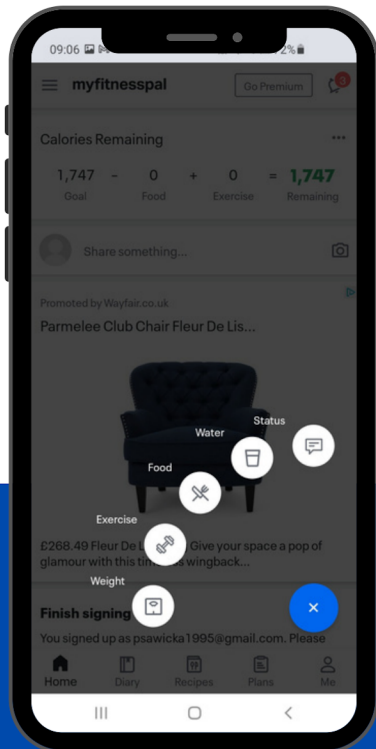 09:06
2%
myfitnesspal
Go Premium
3
Calories Remaining
1,747 - 0 + 0 = 1,747
Goal Food Exercise Remaining
Share something...
Promoted by Wayfair.co.uk
Parmelee Club Chair Fleur De Lis...
Status
Water
Food
Exercise
£268.49 Fleur De L Give your space a pop of
glamour with this tim s wingback...
Weight
Finish signing
You signed up as psawicka1995@gmail.com. Please
Home Diary Recipes Plans Me